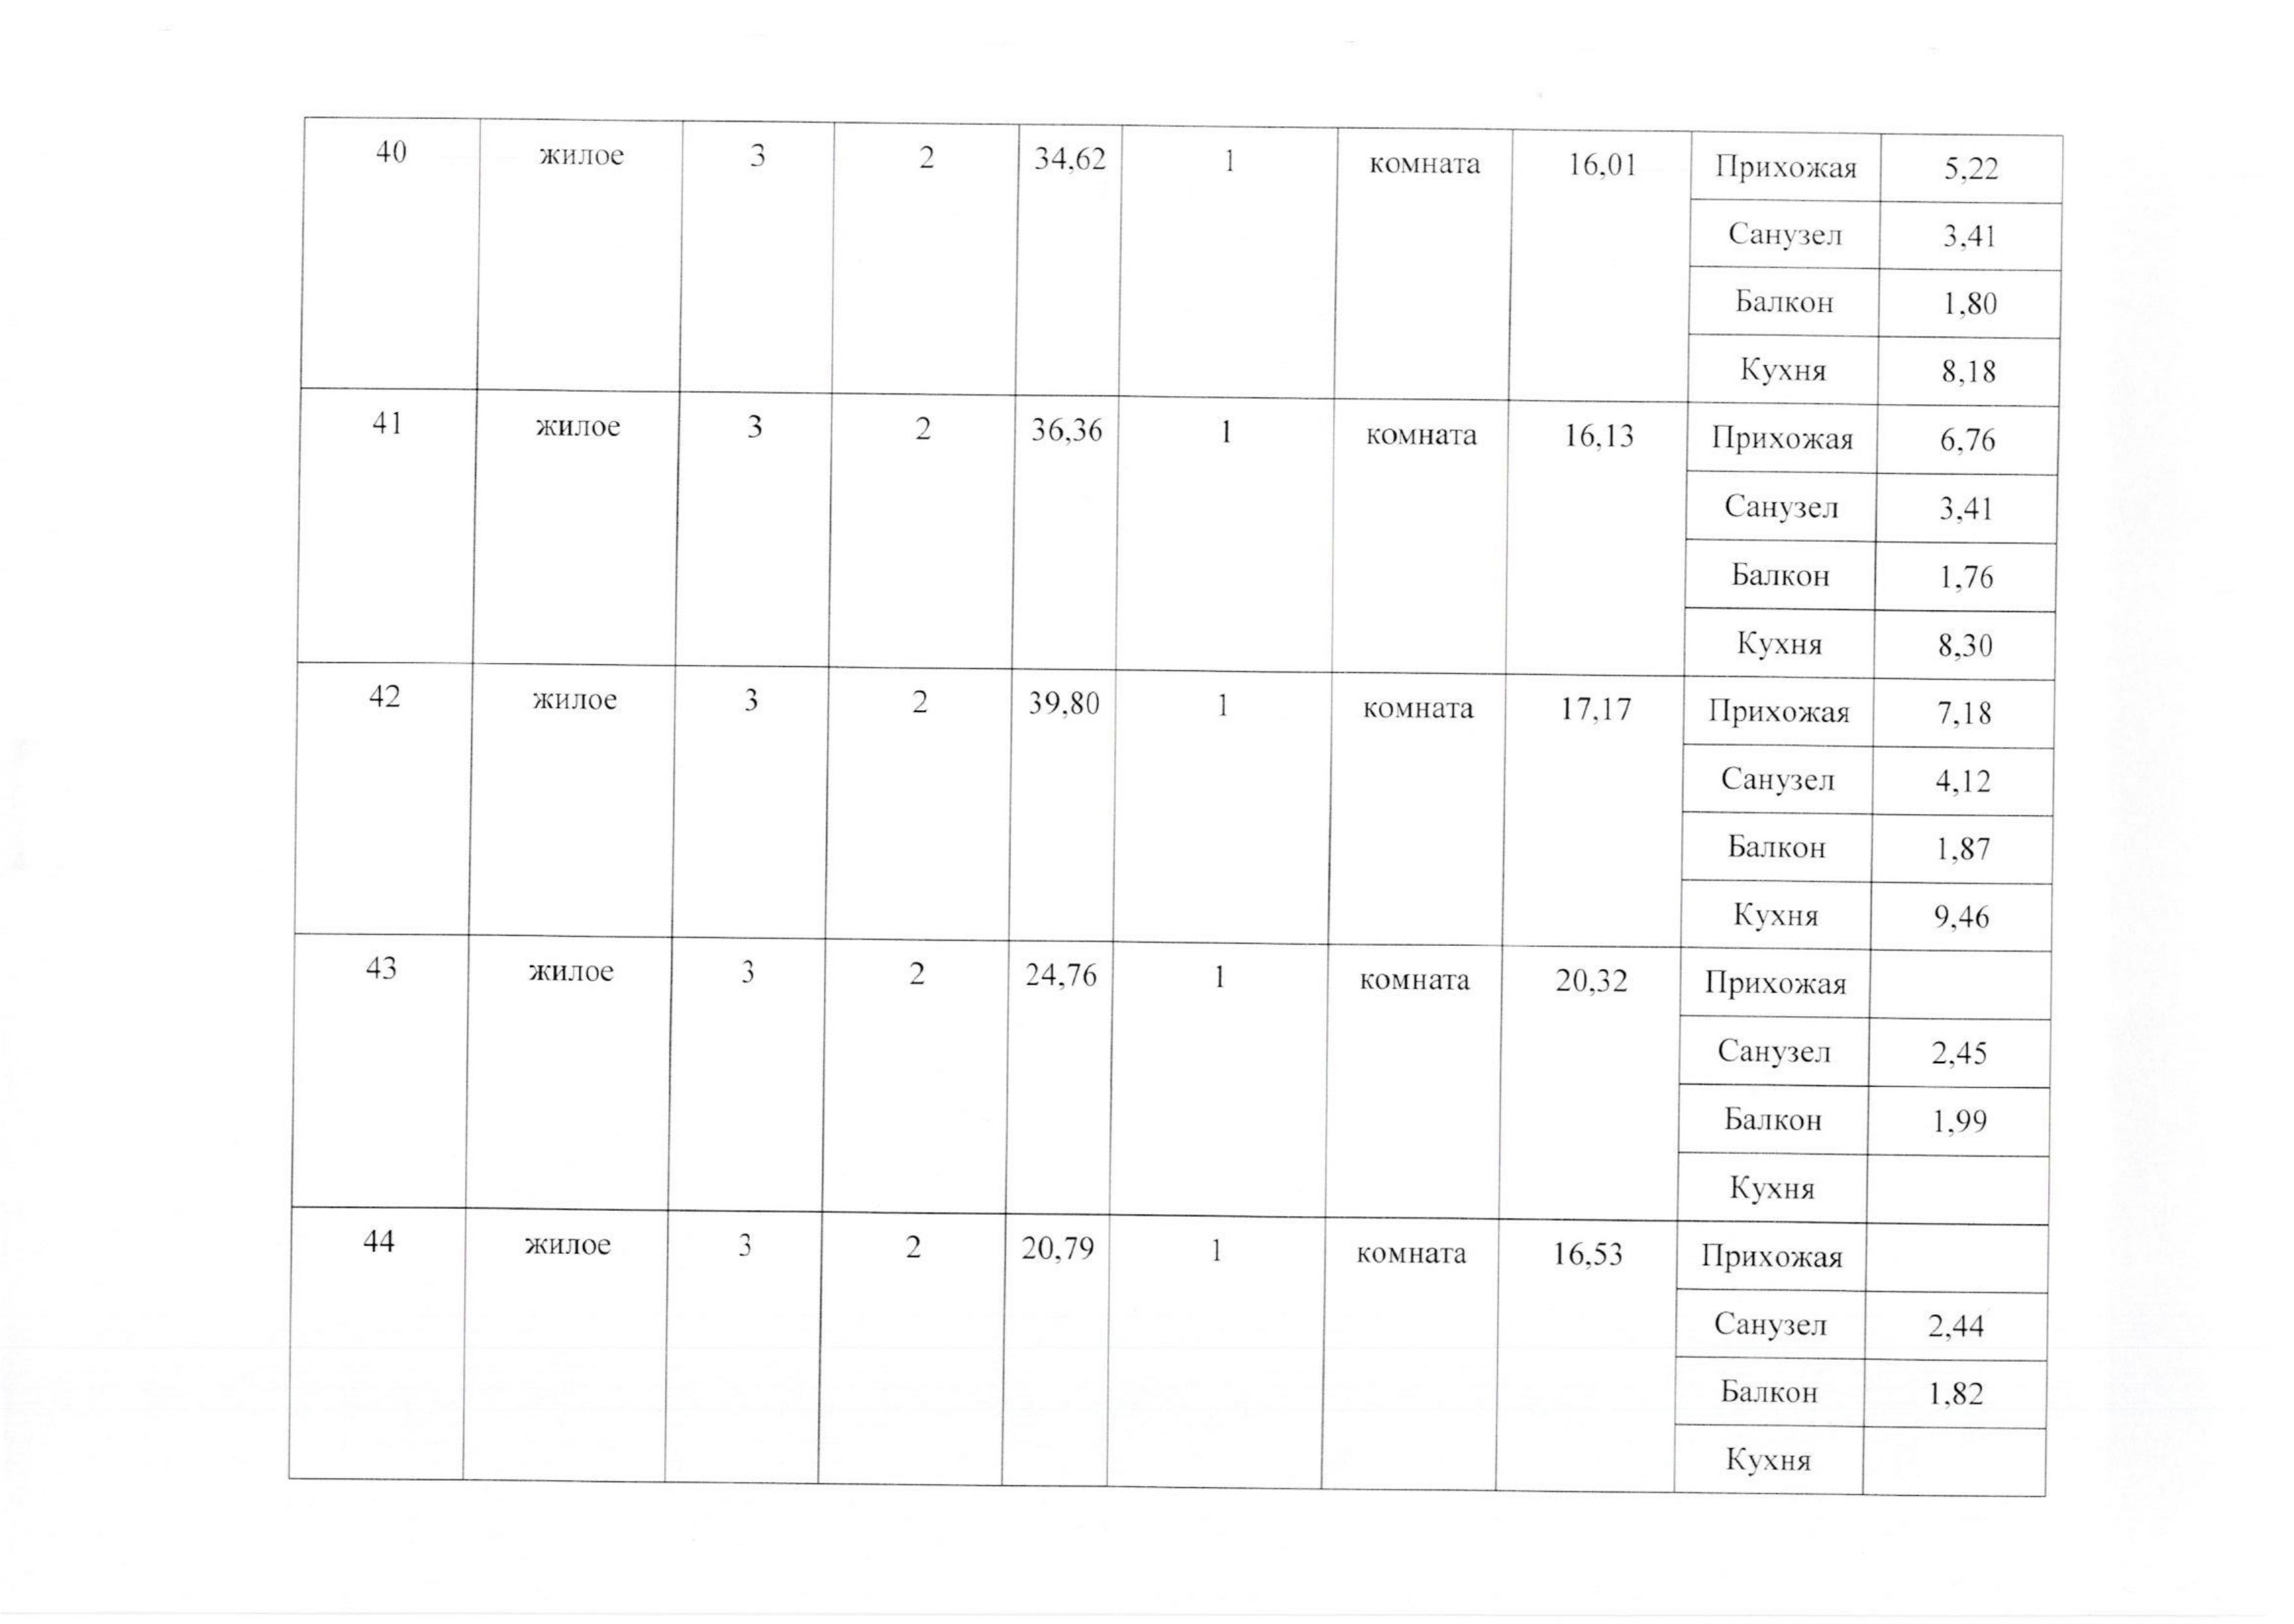 40 жилое 3 2 34,62 1 комната 16,01 Прихожая 5,22
Санузел 3,41
Балкон 1,80
Кухня 8,18
41 жилое 3 2 36,36 1 комната 16,13 Прихожая 6,76
Санузел 3,41
Балкон 1,76
Кухня 8,30
42 жилое 3 2 39,80 1 комната 17,17 Прихожая 7,18
Санузел 4,12
Балкон 1,87
Кухня 9,46
43 жилое 3 2 24,76 1 комната 20,32 Прихожая
Санузел 2,45
Балкон 1,99
Кухня
44 жилое 3 2 20,79 1 комната 16,53 Прихожая
Санузел 2,44
Балкон 1,82
Кухня